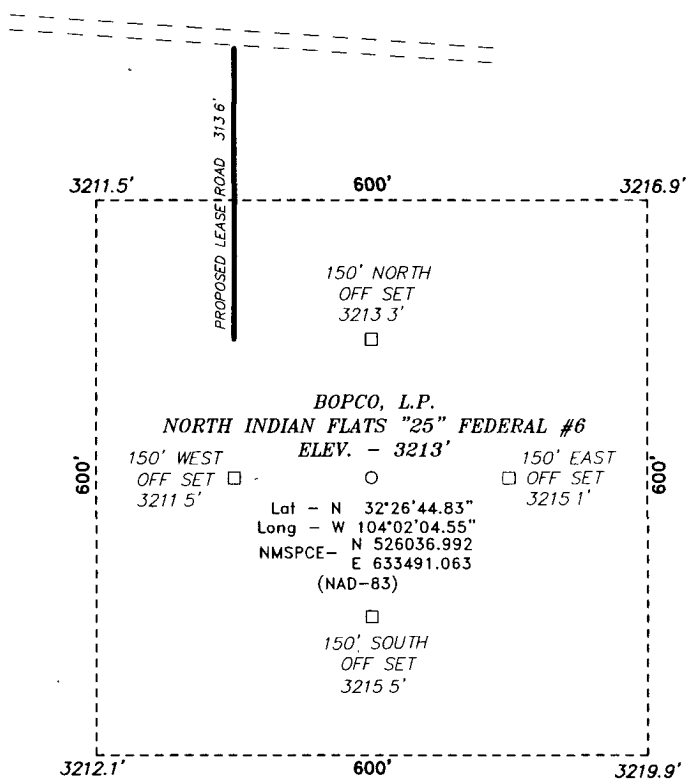 PROPOSED LEASE ROAD 313 6'
3211.5'
600'
3216.9'
150' NORTH
OFF SET
3213 3'
BOPCO, L.P.
NORTH INDIAN FLATS "25" FEDERAL #6
ELEV. - 3213'
600'
150' WEST
OFF SET
3211 5'
150' EAST
OFF SET
3215 1'
600'
Lat - N 32°26'44.83"
Long - W 104°02'04.55"
NMSPCE- N 526036.992
E 633491.063
(NAD-83)
150' SOUTH
OFF SET
3215 5'
3212.1'
600'
3219.9'